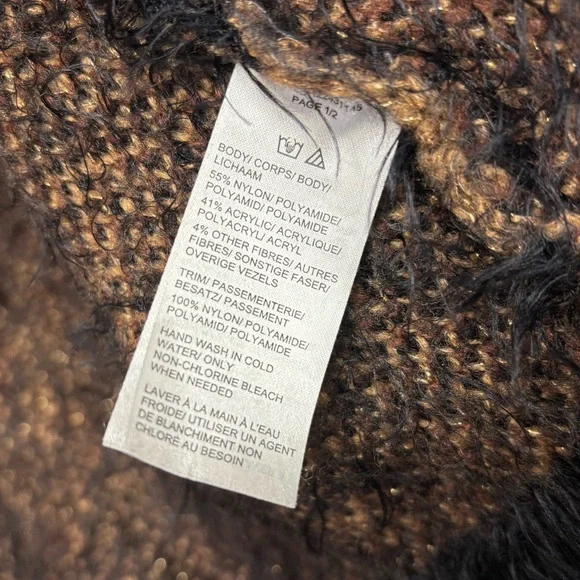 PAGE 1/2
BODY/ CORPS/ BODY/
LICHAAM
55% NYLON/ POLYAMIDE/
POLYAMID/ POLYAMIDE
41% ACRYLIC/ ACRYLIQUE/
POLYACRYL/ ACRYL
4% OTHER FIBRES/ AUTRES
FIBRES/ SONSTIGE FASER/
OVERIGE VEZELS
TRIM/ PASSEMENTERIE/
BESATZ/ PASSEMENT
100% NYLON/ POLYAMIDE/
POLYAMID/ POLYAMIDE
HAND WASH IN COLD
WATER/ ONLY
NON-CHLORINE BLEACH
WHEN NEEDED
LAVER À LA MAIN À L'EAU
FROIDE/ UTILISER UN AGENT
DE BLANCHIMENT NON
CHLORÉ AU BESOIN